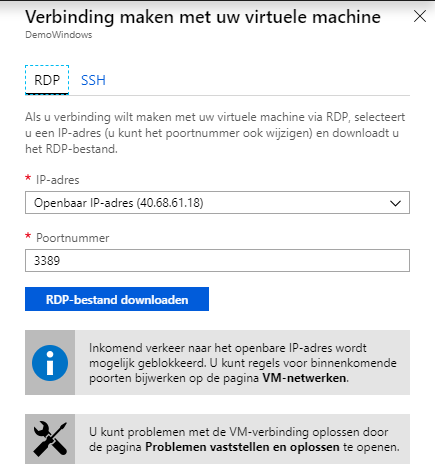 Verbinding maken met uw virtuele machine
DemoWindows
RDP SSH
Als u verbinding wilt maken met uw virtuele machine via RDP, selecteert
u een IP-adres (u kunt het poortnummer ook wijzigen) en downloadt u
het RDP-bestand.
* IP-adres
Openbaar IP-adres (40.68.61.18)
* Poortnummer
3389
RDP-bestand downloaden
Inkomend verkeer naar het openbare IP-adres wordt
mogelijk geblokkeerd. U kunt regels voor binnenkomende
poorten bijwerken op de pagina VM-netwerken.
U kunt problemen met de VM-verbinding oplossen door
de pagina Problemen vaststellen en oplossen te openen.